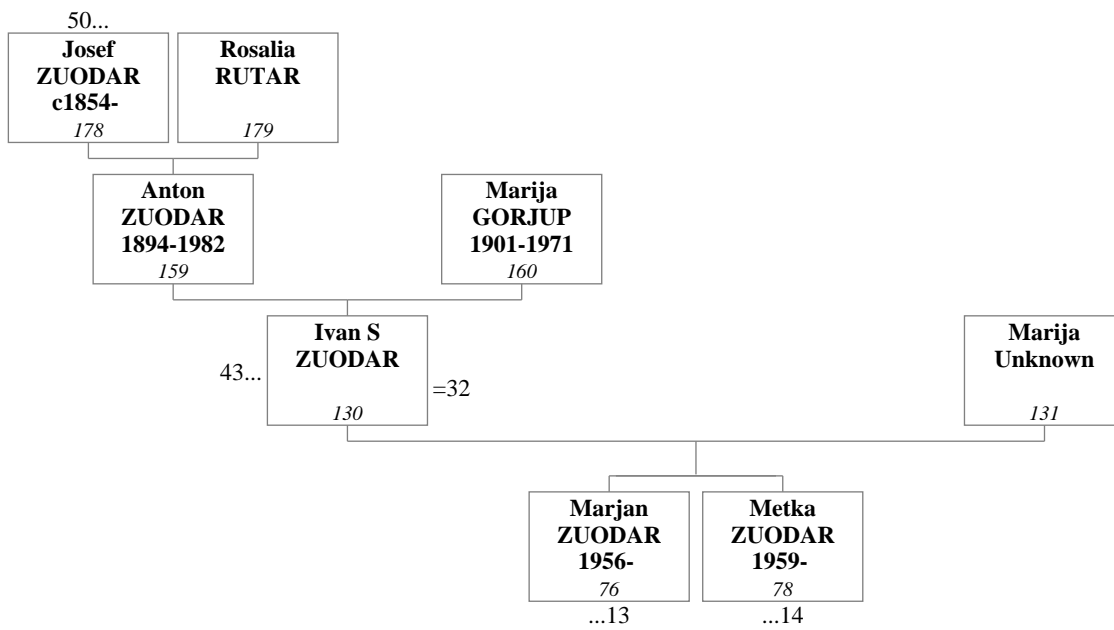 50...
Josef
ZUODAR
c1854-
178
Rosalia
RUTAR
179
Anton
ZUODAR
1894-1982
159
Marija
GORJUP
1901-1971
160
43...
Ivan S
ZUODAR
130
=32
Marija
Unknown
131
Marjan
ZUODAR
1956-
76
...13
Metka
ZUODAR
1959-
78
...14